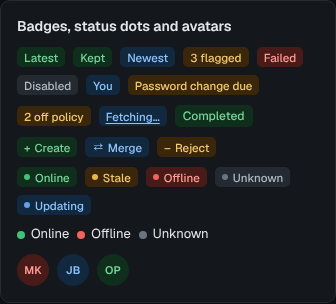 Badges, status dots and avatars
Latest Kept Newest 3 flagged Failed
Disabled You Password change due
2 off policy Fetching... Completed
+ Create ⇄ Merge − Reject
Online Stale Offline Unknown
Updating
Online Offline Unknown
MK JB OP